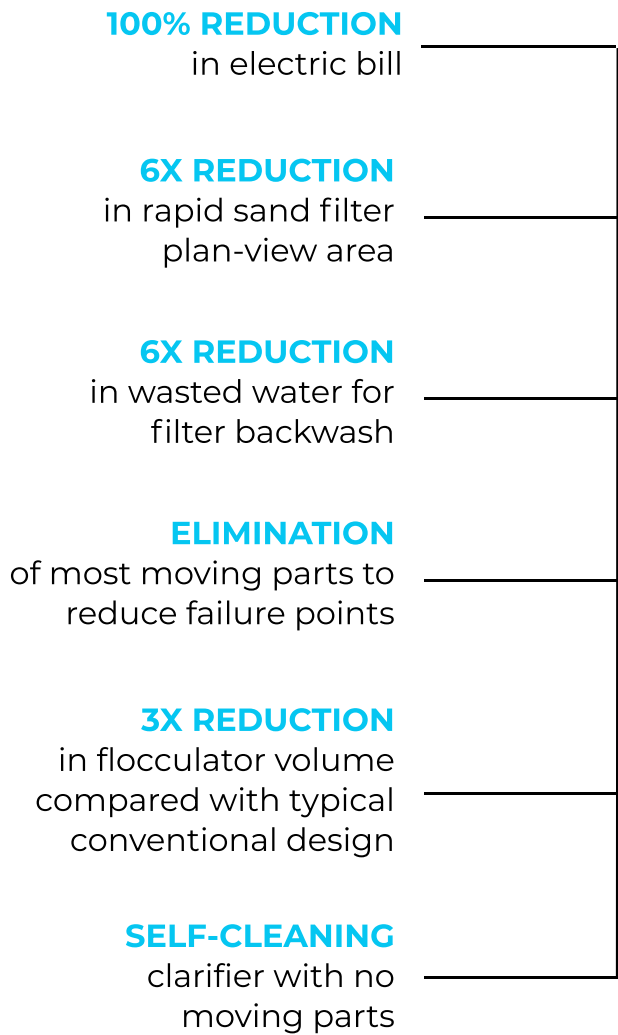 100% REDUCTION
in electric bill
6X REDUCTION
in rapid sand filter
plan-view area
6X REDUCTION
in wasted water for
filter backwash
ELIMINATION
of most moving parts to
reduce failure points
3X REDUCTION
in flocculator volume
compared with typical
conventional design
SELF-CLEANING
clarifier with no
moving parts